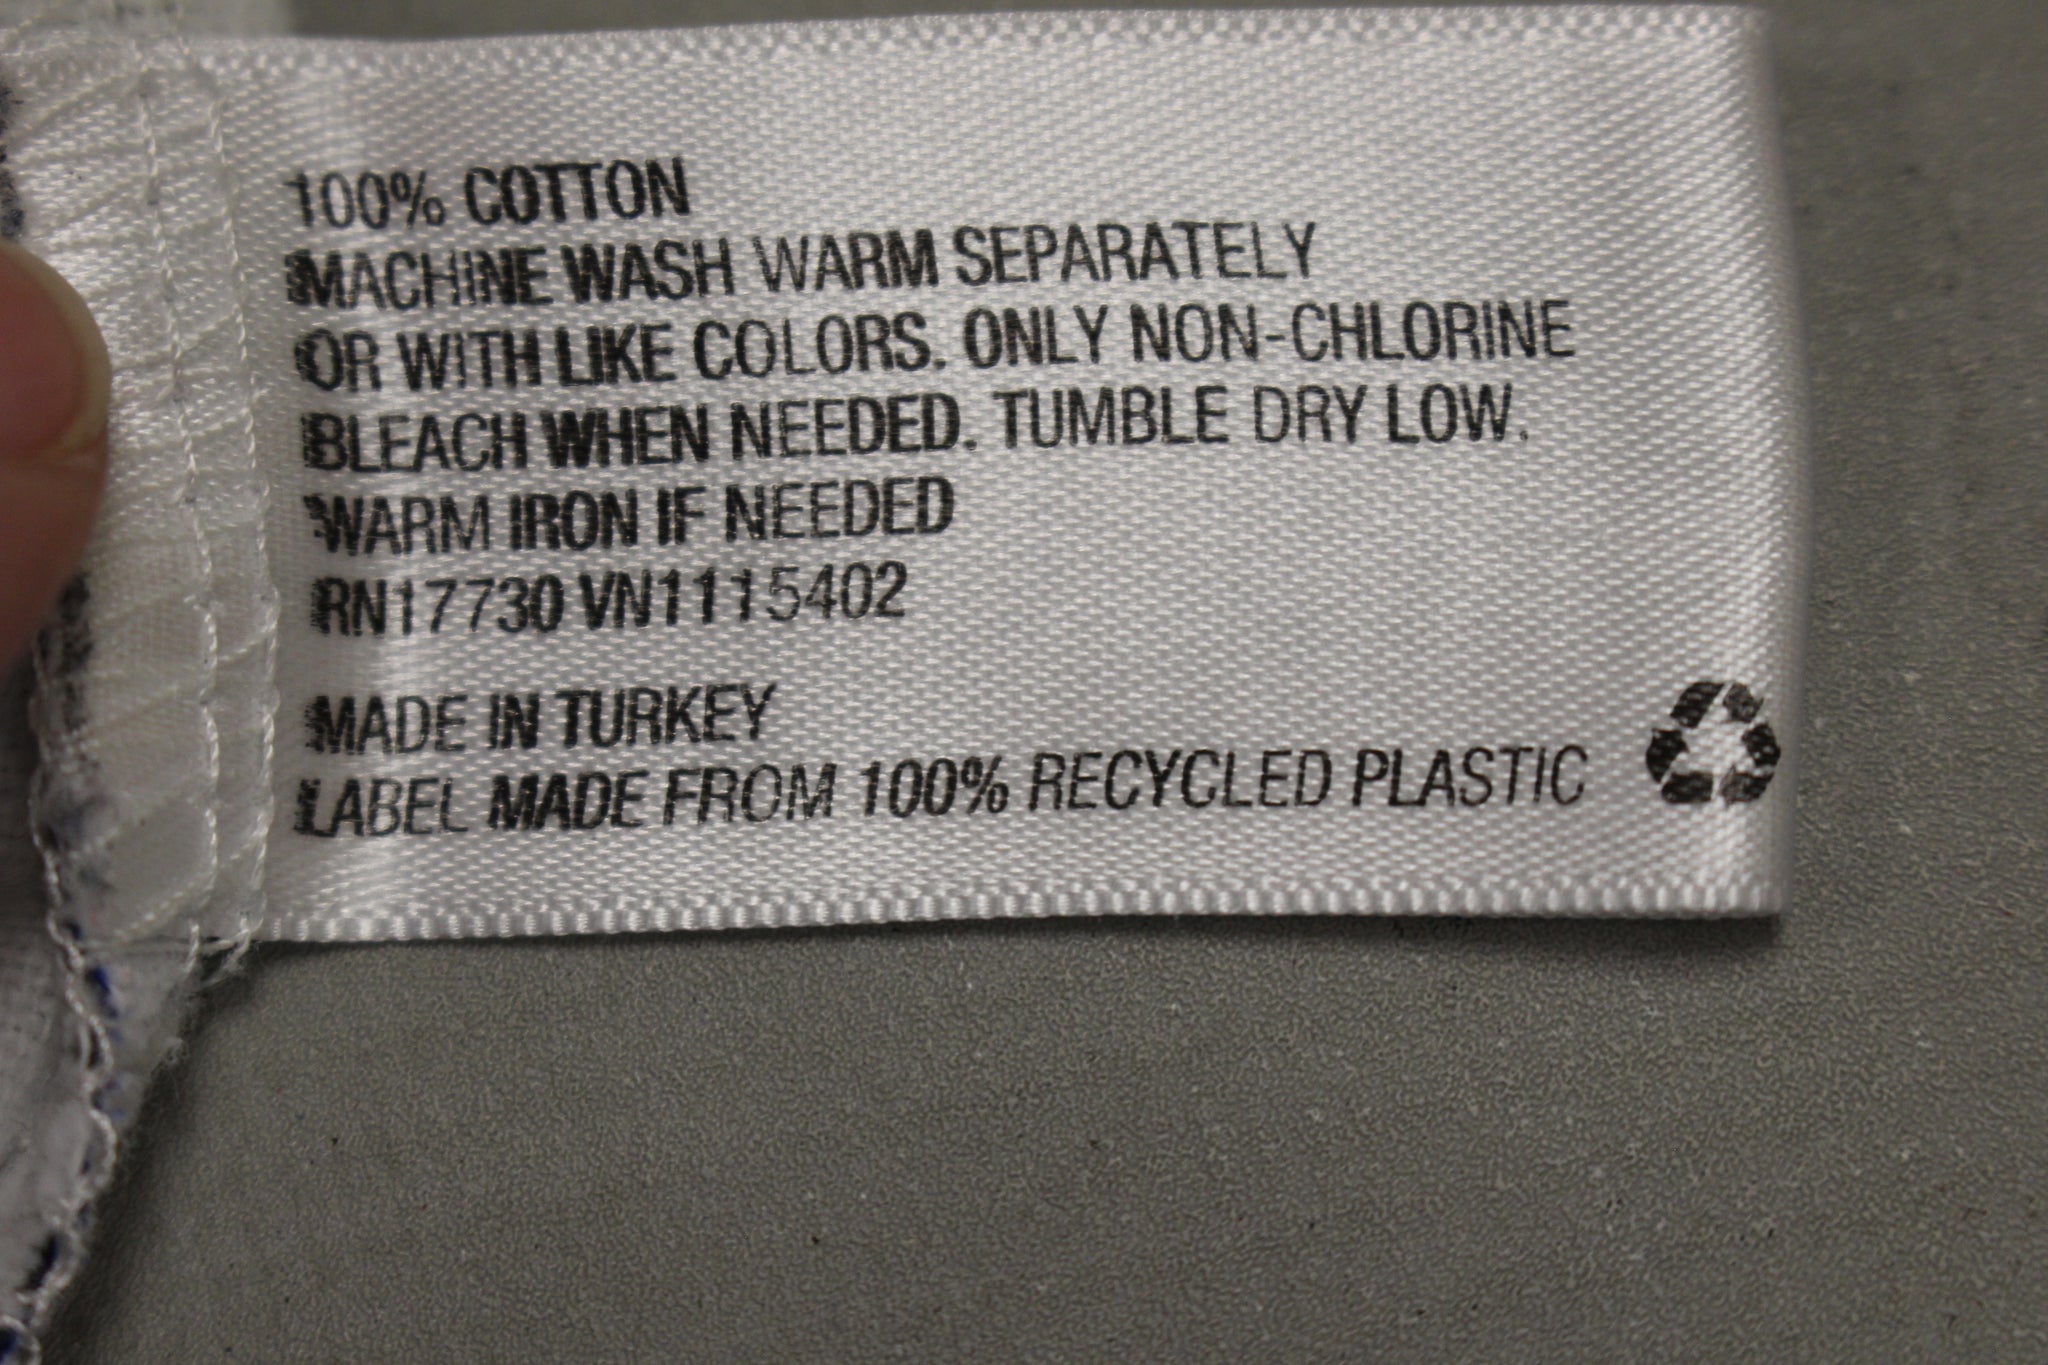 100% COTTON
MACHINE WASH WARM SEPARATELY
OR WITH LIKE COLORS. ONLY NON-CHLORINE
BLEACH WHEN NEEDED. TUMBLE DRY LOW.
WARM IRON IF NEEDED
RN17730 VN1115402
MADE IN TURKEY
LABEL MADE FROM 100% RECYCLED PLASTIC